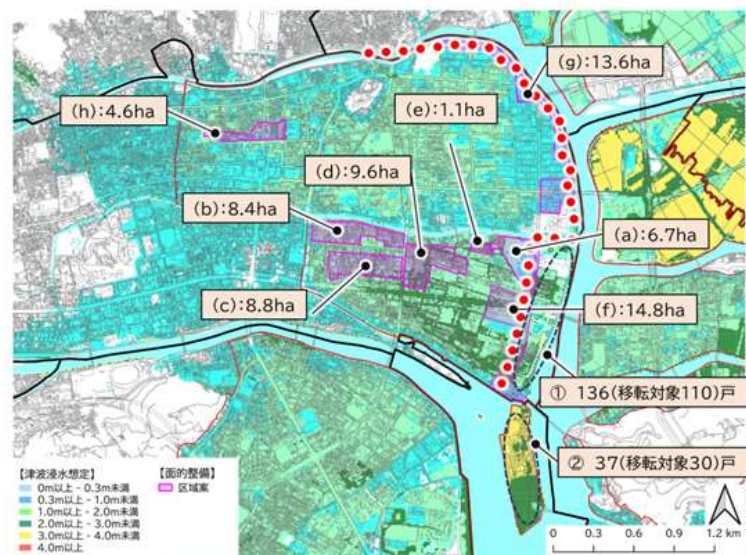 (g):13.6ha
(h):4.6ha
(e):1.1ha
(d):9.6ha
(b):8.4ha
(a):6.7ha
(c):8.8ha
(f):14.8ha
① 136(移転対象110)戸
② 37(移転対象30)戸
【津波浸水想定】 【面的整備】
0m以上 - 0.3m未満 区域案
0.3m以上 - 1.0m未満
1.0m以上 - 2.0m未満
2.0m以上 - 3.0m未満
3.0m以上 - 4.0m未満
4.0m以上
0 0.3 0.6 0.9 1.2 km